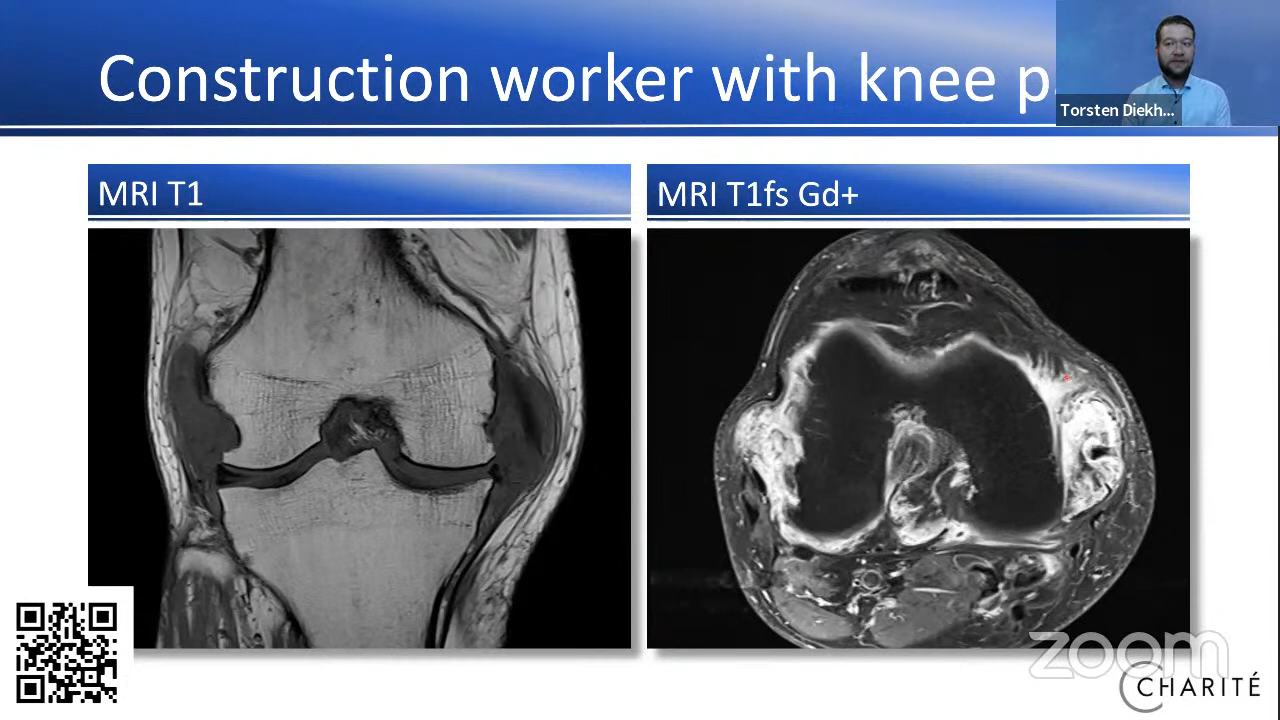 Construction worker with knee p
Torsten Diekh...
MRI T1
MRI T1fs Gd+
zoom
CHARITÉ